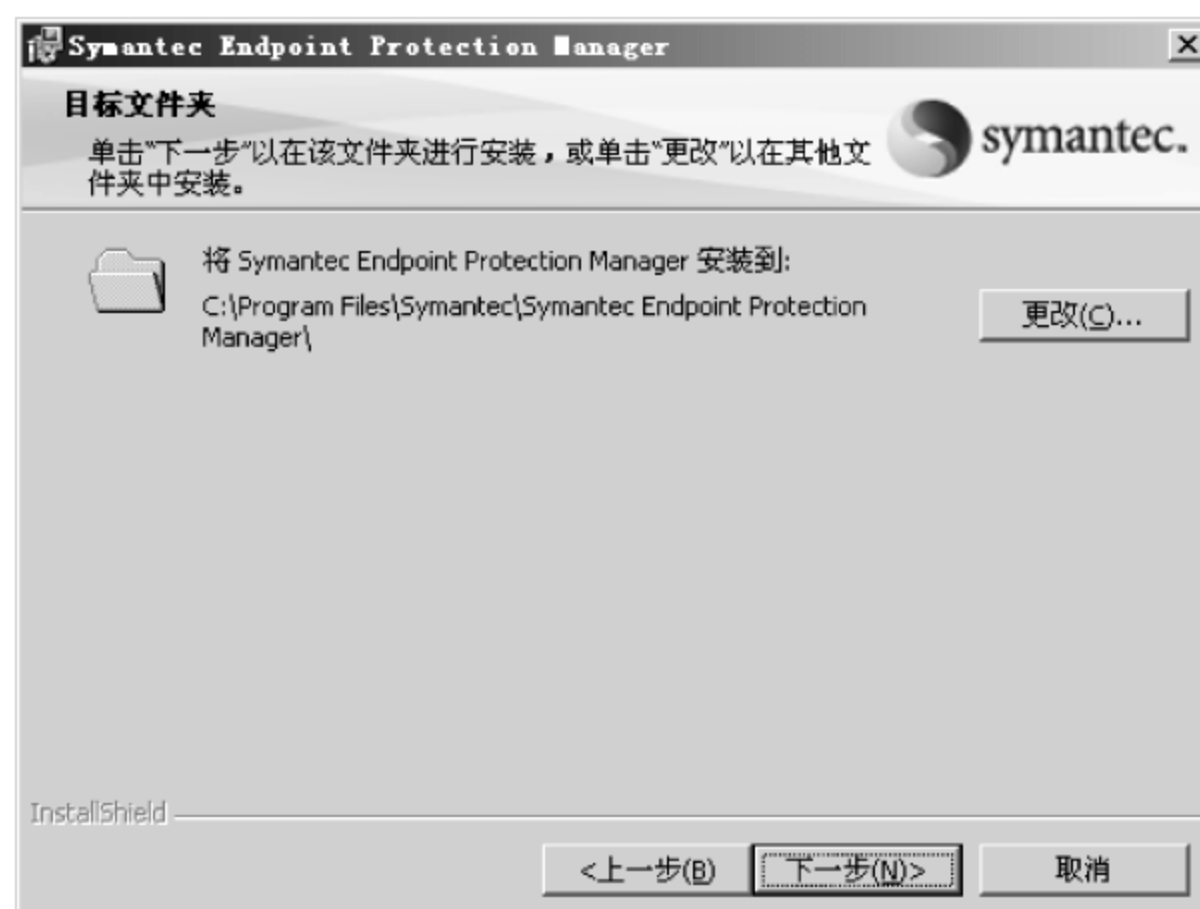 Symantec Endpoint Protection Manager
目标文件夹
单击“下一步”以在该文件夹进行安装，或单击“更改”以在其他文
件夹中安装。
symantec.
将 Symantec Endpoint Protection Manager 安装到:
C:\Program Files\Symantec\Symantec Endpoint Protection
Manager\
更改(C)...
InstallShield
<上一步(B)
下一步(N)>
取消